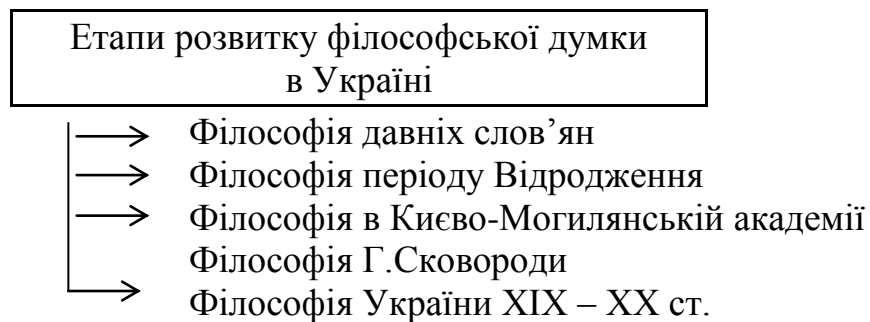 Етапи розвитку філософської думки
в Україні
Філософія давніх слов’ян
Філософія періоду Відродження
Філософія в Києво-Могилянській академії
Філософія Г.Сковороди
Філософія України XIX – XX ст.